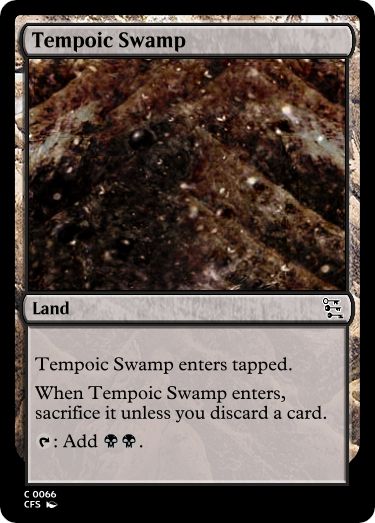 Tempoic Swamp
Land
Tempoic Swamp enters tapped.
When Tempoic Swamp enters,
sacrifice it unless you discard a card.
: Add .
C 0066
CFS